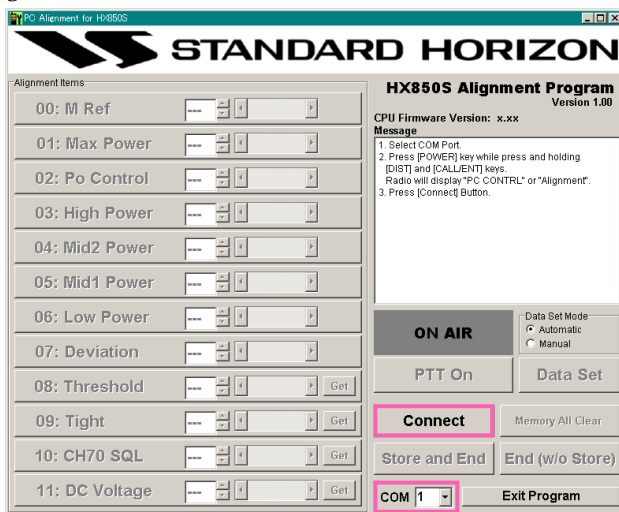 PC Alignment for HX850S
STANDARD HORIZON
Alignment Items
00: M Ref ---
01: Max Power ---
02: Po Control ---
03: High Power ---
04: Mid2 Power ---
05: Mid1 Power ---
06: Low Power ---
07: Deviation ---
08: Threshold --- Get
09: Tight --- Get
10: CH70 SQL --- Get
11: DC Voltage --- Get
HX850S Alignment Program
Version 1.00
CPU Firmware Version: x.xx
Message
1. Select COM Port.
2. Press [POWER] key while press and holding
[DIST] and [CALL/ENT] keys.
Radio will display "PC CONTRL" or "Alignment".
3. Press [Connect] Button.
ON AIR
Data Set Mode
Automatic
Manual
PTT On
Data Set
Connect
Memory All Clear
Store and End
End (w/o Store)
COM 1
Exit Program